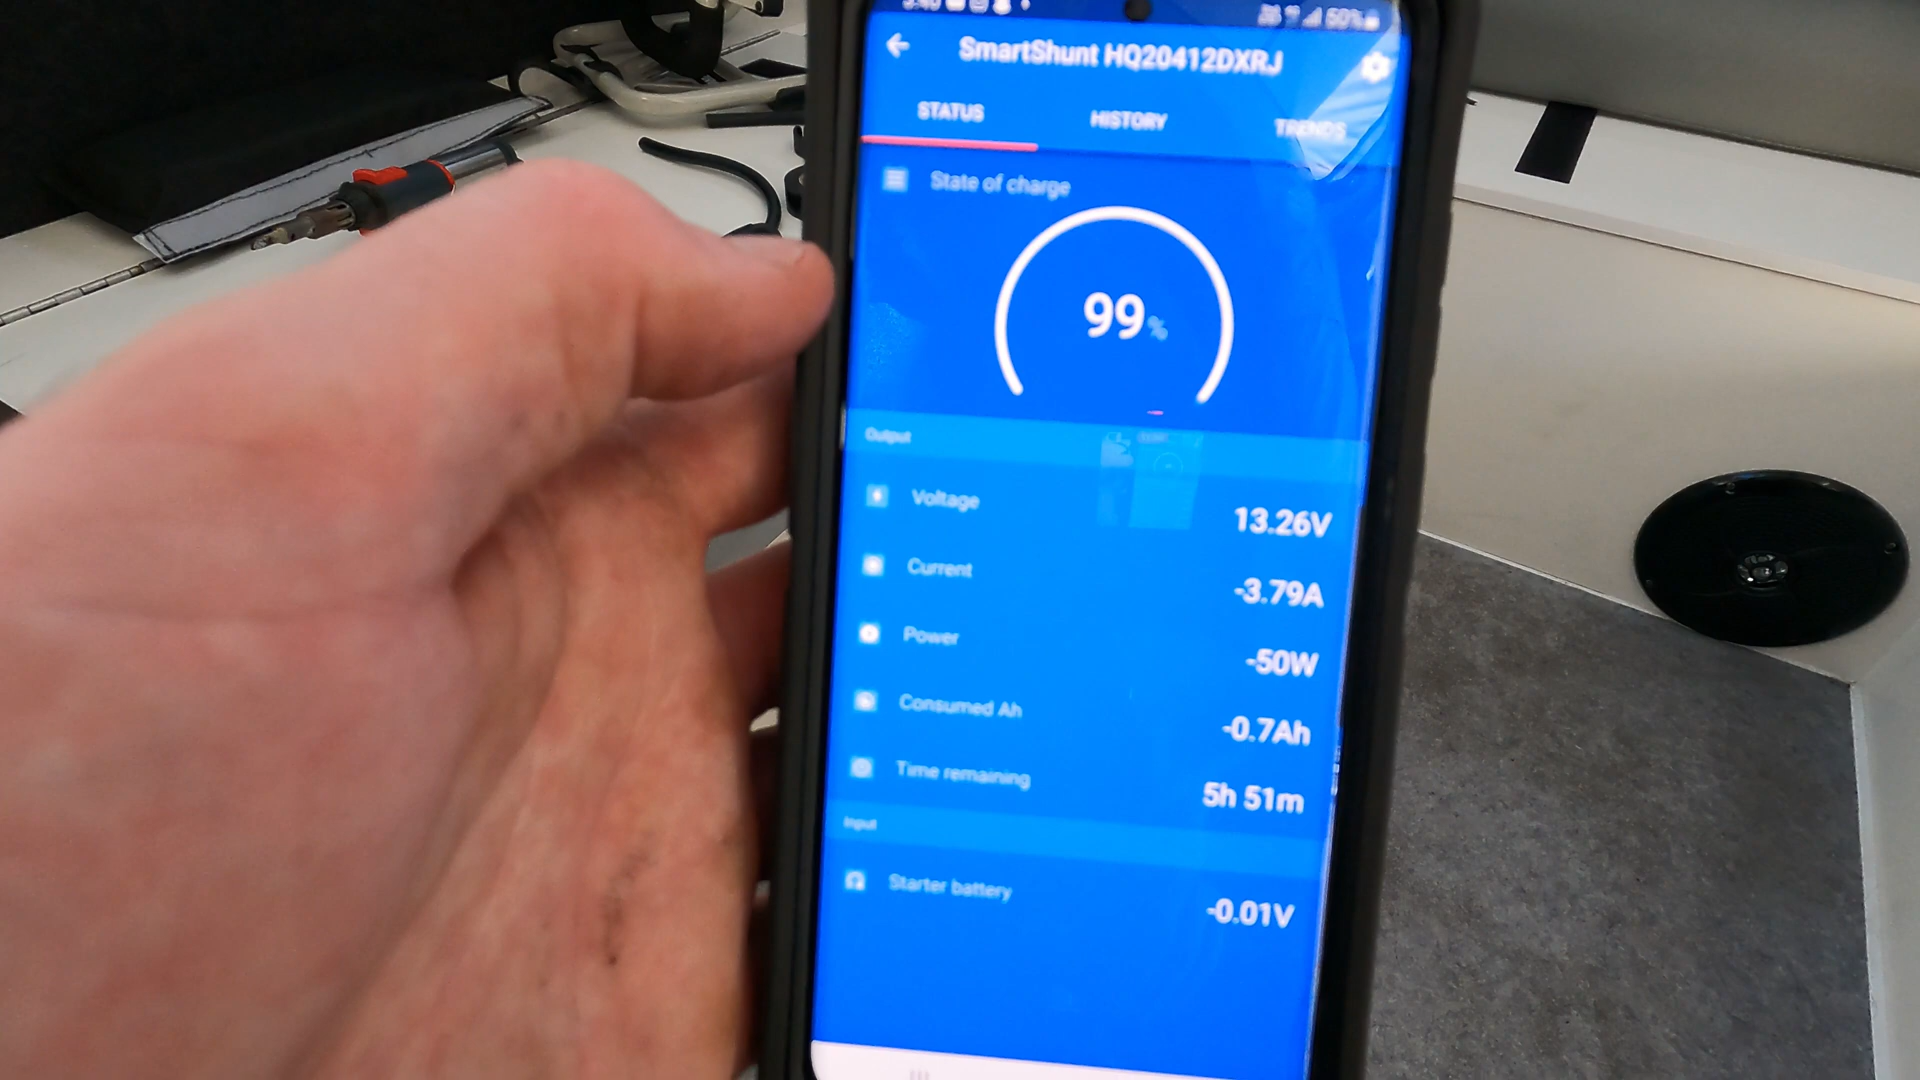 50%
SmartShunt HQ20412DXRJ
STATUS HISTORY TRENDS
State of charge
99%
Output
Voltage 13.26V
Current -3.79A
Power -50W
Consumed Ah -0.7Ah
Time remaining 5h 51m
Input
Starter battery -0.01V